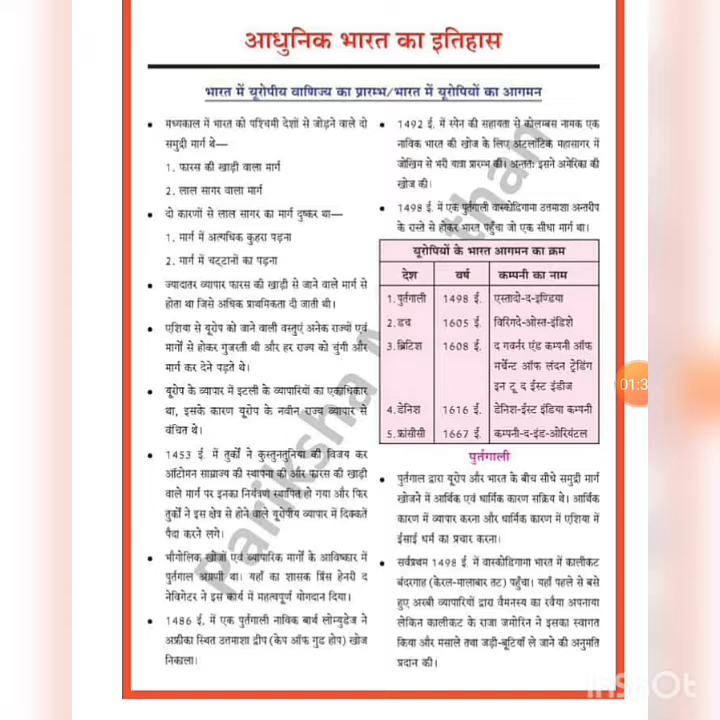 आधुनिक भारत का इतिहास
भारत में यूरोपीय वाणिज्य का प्रारम्भ/भारत में यूरोपियों का आगमन
• मध्यकाल में भारत को पश्चिमी देशों से जोड़ने वाले दो
समुद्री मार्ग थे—
1. फारस की खाड़ी वाला मार्ग
2. लाल सागर वाला मार्ग
• दो कारणों से लाल सागर का मार्ग दुष्कर था—
1. मार्ग में अत्यधिक कुहरा पड़ना
2. मार्ग में चट्टानों का पड़ना
• ज्यादातर व्यापार फारस की खाड़ी से जाने वाले मार्ग से
होता था जिसे अधिक प्राथमिकता दी जाती थी।
• एशिया से यूरोप को जाने वाली वस्तुएं अनेक राज्यों एवं
मार्गों से होकर गुजरती थी और हर राज्य को चुंगी और
मार्ग कर देने पड़ते थे।
• यूरोप के व्यापार में इटली के व्यापारियों का एकाधिकार
था, इसके कारण यूरोप के नवीन राज्य व्यापार से
वंचित थे।
• 1453 ई. में तुर्कों ने कुस्तुनतुनिया की विजय कर
ऑटोमन साम्राज्य की स्थापना की और फारस की खाड़ी
वाले मार्ग पर इनका नियंत्रण स्थापित हो गया और फिर
तुर्कों ने इस क्षेत्र से होने वाले यूरोपीय व्यापार में दिक्कतें
पैदा करने लगे।
• भौगोलिक खोजों एवं व्यापारिक मार्गों के आविष्कार में
पुर्तगाल अग्रणी था। यहाँ का शासक प्रिंस हेनरी द
नेविगेटर ने इस कार्य में महत्वपूर्ण योगदान दिया।
• 1486 ई. में एक पुर्तगाली नाविक बार्थ लोम्युडेज ने
अफ्रीका स्थित उत्तमाशा द्वीप (केप ऑफ गुड होप) खोज
निकाला।
• 1492 ई. में स्पेन की सहायता से कोलम्बस नामक एक
नाविक भारत की खोज के लिए अटलांटिक महासागर में
जोखिम से भरी यात्रा प्रारम्भ की। अन्ततः इसने अमेरिका की
खोज की।
• 1498 ई. में एक पुर्तगाली वास्कोडिगामा उत्तमाशा अन्तरीप
के रास्ते से होकर भारत पहुँचा जो एक सीधा मार्ग था।
यूरोपियों के भारत आगमन का क्रम
देश वर्ष कम्पनी का नाम
1. पुर्तगाली 1498 ई. एस्तादो-द-इण्डिया
2. डच 1605 ई. विरिगदे-ओस्त-इंडिशे
3. ब्रिटिश 1608 ई. द गवर्नर एंड कम्पनी ऑफ
मर्चेन्ट ऑफ लंदन ट्रेडिंग
इन टू द ईस्ट इंडीज
4. डेनिश 1616 ई. डेनिश-ईस्ट इंडिया कम्पनी
5. फ्रांसीसी 1667 ई. कम्पनी-द-इंड-ओरियंटल
पुर्तगाली
• पुर्तगाल द्वारा यूरोप और भारत के बीच सीधे समुद्री मार्ग
खोजने में आर्थिक एवं धार्मिक कारण सक्रिय थे। आर्थिक
कारण में व्यापार करना और धार्मिक कारण में एशिया में
ईसाई धर्म का प्रचार करना।
• सर्वप्रथम 1498 ई. में वास्कोडिगामा भारत में कालीकट
बंदरगाह (केरल-मालाबार तट) पहुँचा। यहाँ पहले से बसे
हुए अरबी व्यापारियों द्वारा वैमनस्य का रवैया अपनाया
लेकिन कालीकट के राजा जमोरिन ने इसका स्वागत
किया और मसाले तथा जड़ी-बूटियाँ ले जाने की अनुमति
प्रदान की।
01:3
InShOt